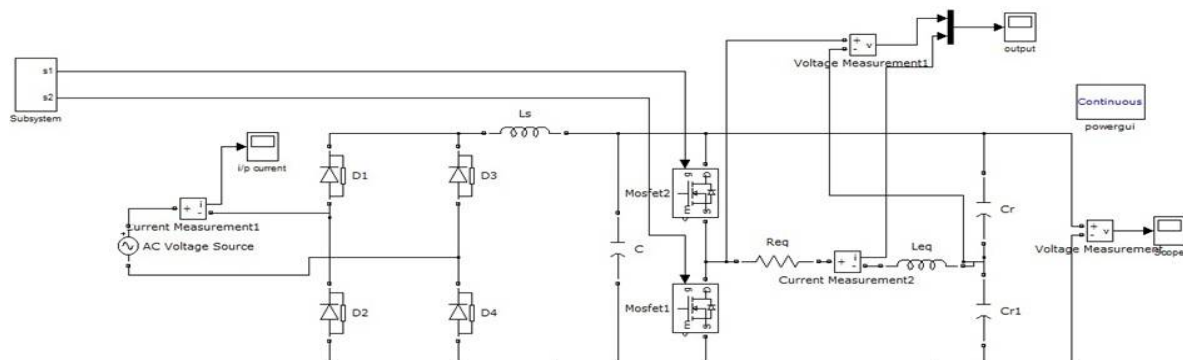 output
Voltage Measurement1
s1
s2
Subsystem
Continuous
powergui
Ls
i/p current
D1
D3
Mosfet2
Cr
Current Measurement1
AC Voltage Source
C
Req
Leq
Voltage Measurement
Scope
Current Measurement2
D2
D4
Mosfet1
Cr1